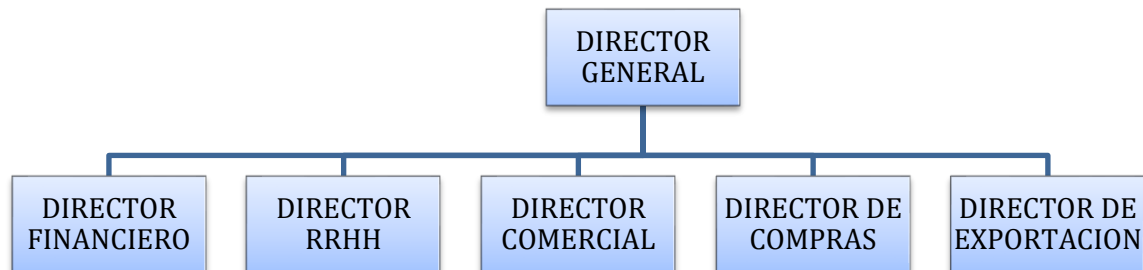 DIRECTOR
GENERAL
DIRECTOR
FINANCIERO
DIRECTOR
RRHH
DIRECTOR
COMERCIAL
DIRECTOR DE
COMPRAS
DIRECTOR DE
EXPORTACION